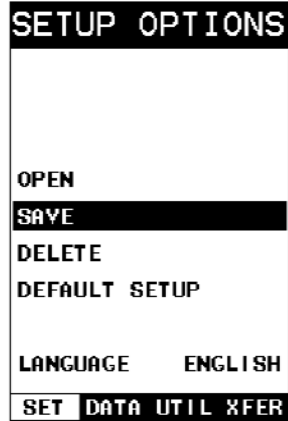 SETUP OPTIONS
OPEN
SAVE
DELETE
DEFAULT SETUP
LANGUAGE ENGLISH
SET DATA UTIL XFER